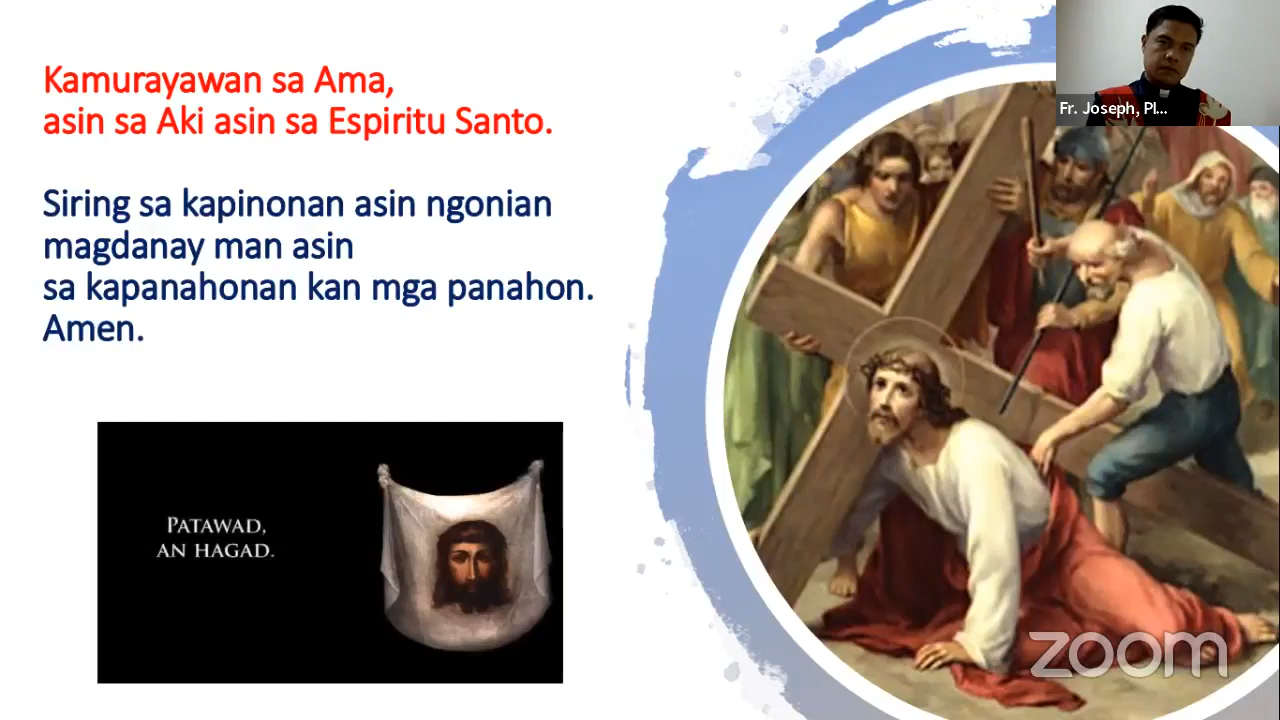 Kamurayawan sa Ama,
asin sa Aki asin sa Espiritu Santo.
Siring sa kapinonan asin ngonian
magdanay man asin
sa kapanahonan kan mga panahon.
Amen.
PATAWAD,
AN HAGAD.
Fr. Joseph, Pl...
zoom